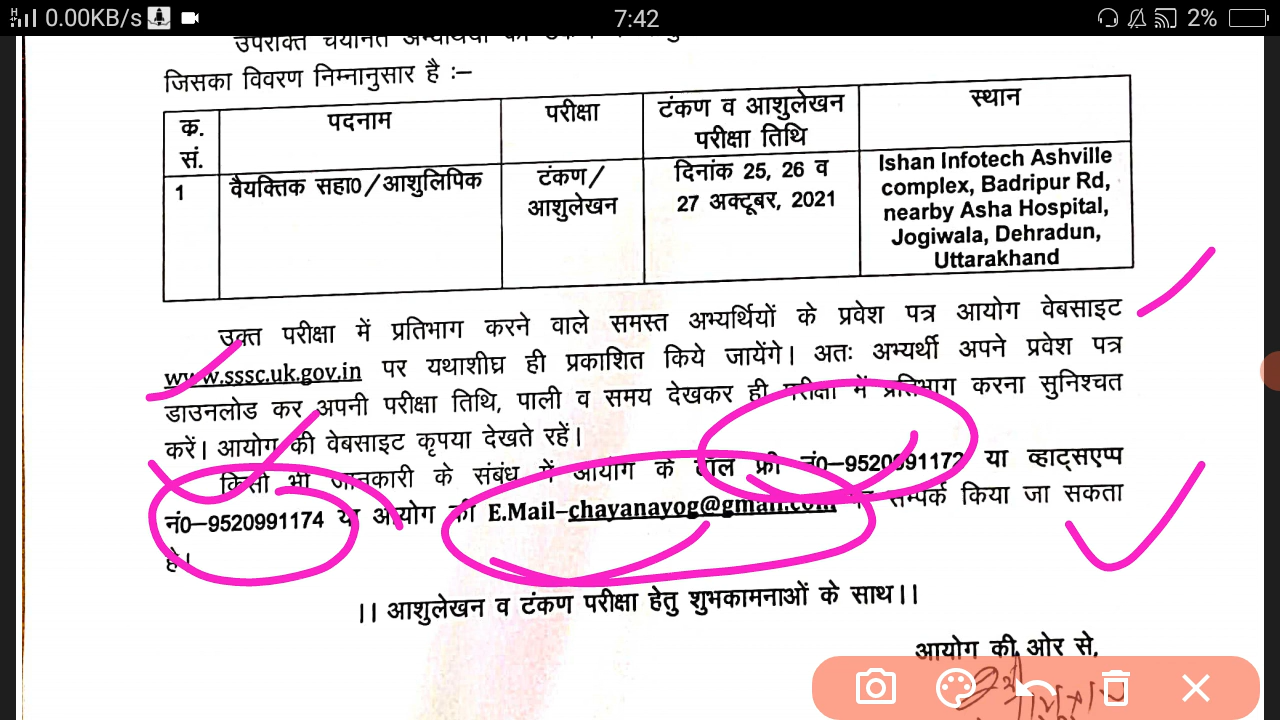 0.00KB/s 7:42 2%
उपरोक्त चयनित
जिसका विवरण निम्नानुसार है :–
क. सं. पदनाम परीक्षा टंकण व आशुलेखन परीक्षा तिथि स्थान
1 वैयक्तिक सहा0/आशुलिपिक टंकण/ आशुलेखन दिनांक 25, 26 व 27 अक्टूबर, 2021 Ishan Infotech Ashville complex, Badripur Rd, nearby Asha Hospital, Jogiwala, Dehradun, Uttarakhand
उक्त परीक्षा में प्रतिभाग करने वाले समस्त अभ्यर्थियों के प्रवेश पत्र आयोग वेबसाइट
www.sssc.uk.gov.in पर यथाशीघ्र ही प्रकाशित किये जायेंगे। अतः अभ्यर्थी अपने प्रवेश पत्र
डाउनलोड कर अपनी परीक्षा तिथि, पाली व समय देखकर ही परीक्षा में प्रतिभाग करना सुनिश्चत
करें। आयोग की वेबसाइट कृपया देखते रहें।
किसी भी जानकारी के संबंध में आयोग के टॉल फ्री नं0–9520991172 या व्हाट्सएप्प
नं0–9520991174 या आयोग की E.Mail–chayanayog@gmail.com पर सम्पर्क किया जा सकता
है।
।। आशुलेखन व टंकण परीक्षा हेतु शुभकामनाओं के साथ।।
आयोग की ओर से,